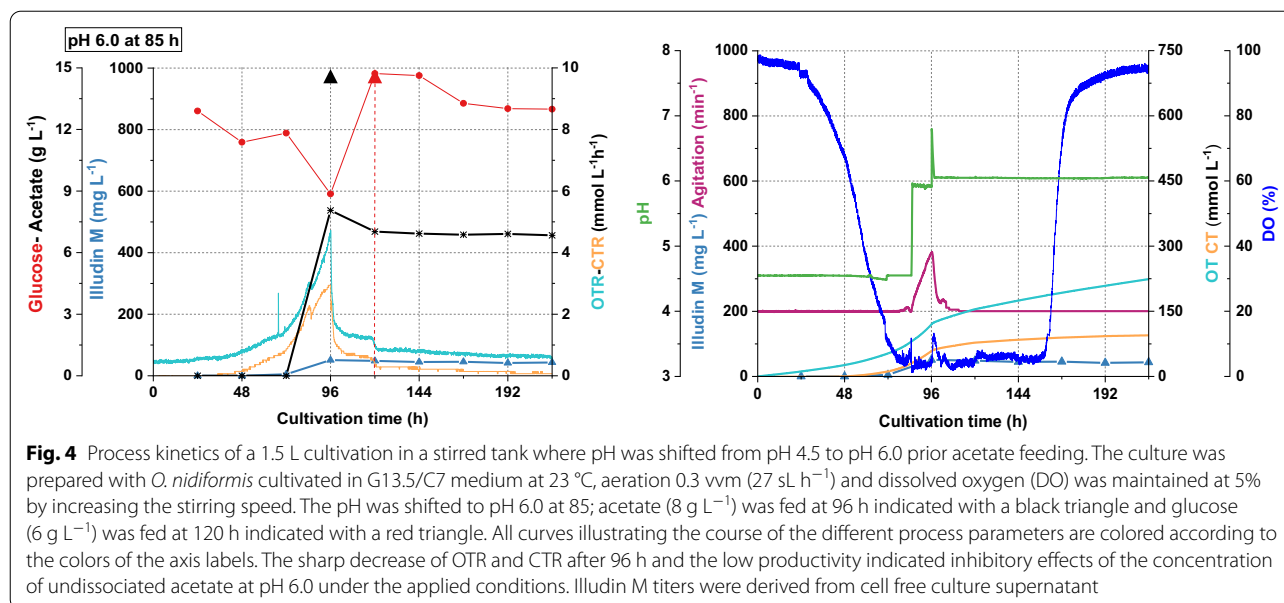 pH 6.0 at 85 h
Glucose- Acetate (g L⁻¹)
Illudin M (mg L⁻¹)
15
12
9
6
3
0
1000
800
600
400
200
0
0 48 96 144 192
Cultivation time (h)
10
8
6
4
2
0
OTR-CTR (mmol L⁻¹h⁻¹)
pH
8
7
6
5
4
3
Illudin M (mg L⁻¹) Agitation (min⁻¹)
1000
800
600
400
200
0
0 48 96 144 192
Cultivation time (h)
750
600
450
300
150
0
OT CT (mmol L⁻¹)
100
80
60
40
20
0
DO (%)
Fig. 4 Process kinetics of a 1.5 L cultivation in a stirred tank where pH was shifted from pH 4.5 to pH 6.0 prior acetate feeding. The culture was
prepared with O. nidiformis cultivated in G13.5/C7 medium at 23 °C, aeration 0.3 vvm (27 sL h⁻¹) and dissolved oxygen (DO) was maintained at 5%
by increasing the stirring speed. The pH was shifted to pH 6.0 at 85; acetate (8 g L⁻¹) was fed at 96 h indicated with a black triangle and glucose
(6 g L⁻¹) was fed at 120 h indicated with a red triangle. All curves illustrating the course of the different process parameters are colored according to
the colors of the axis labels. The sharp decrease of OTR and CTR after 96 h and the low productivity indicated inhibitory effects of the concentration
of undissociated acetate at pH 6.0 under the applied conditions. Illudin M titers were derived from cell free culture supernatant